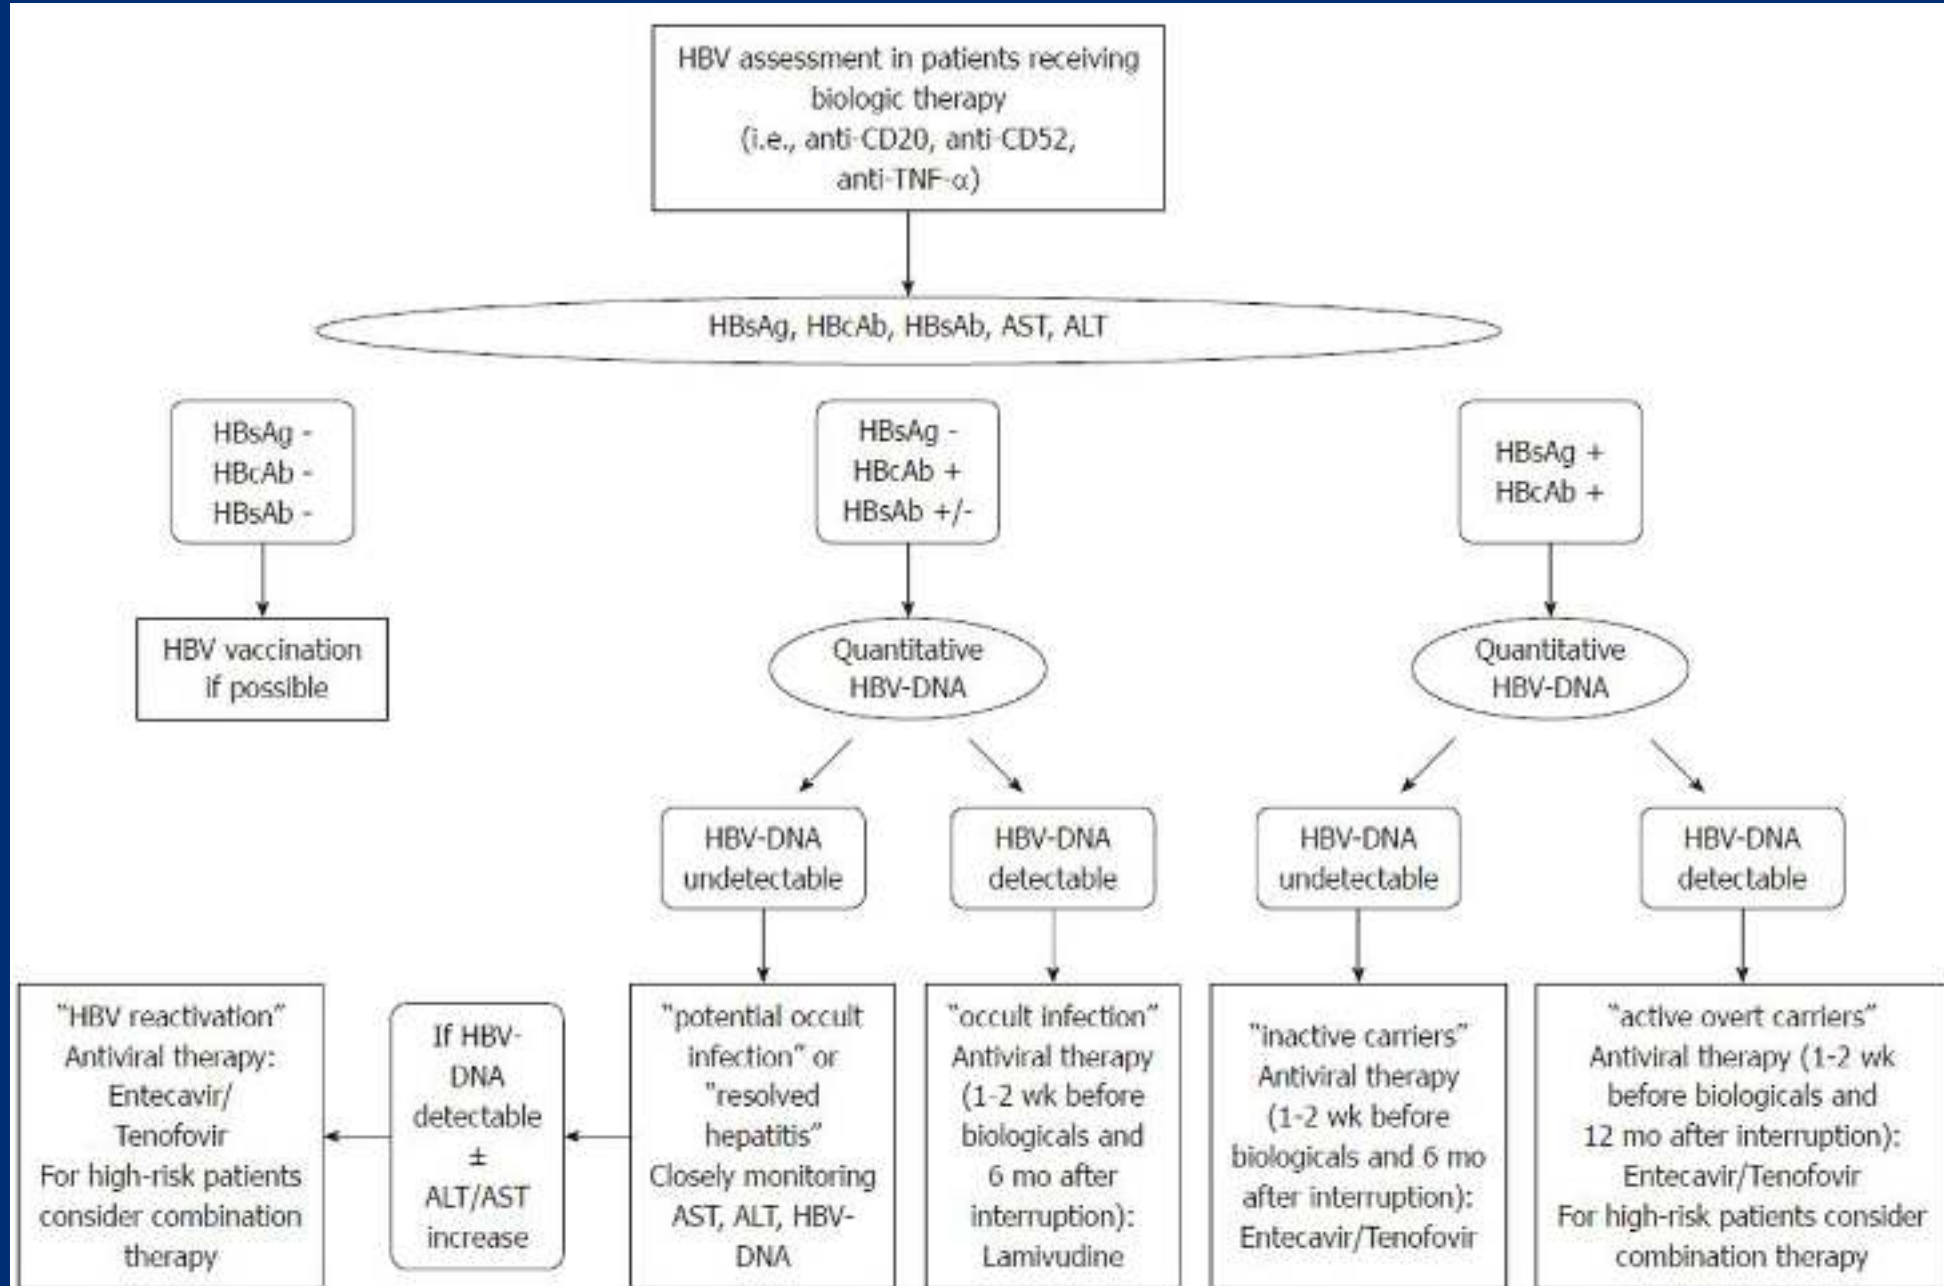 HBV assessment in patients receiving
biologic therapy
(i.e., anti-CD20, anti-CD52,
anti-TNF-α)
HBsAg, HBcAb, HBsAb, AST, ALT
HBsAg -
HBcAb -
HBsAb -
HBsAg -
HBcAb +
HBsAb +/-
HBsAg +
HBcAb +
HBV vaccination
if possible
Quantitative
HBV-DNA
Quantitative
HBV-DNA
HBV-DNA
undetectable
HBV-DNA
detectable
HBV-DNA
undetectable
HBV-DNA
detectable
"HBV reactivation"
Antiviral therapy:
Entecavir/
Tenofovir
For high-risk patients
consider combination
therapy
If HBV-
DNA
detectable
±
ALT/AST
increase
"potential occult
infection" or
"resolved
hepatitis"
Closely monitoring
AST, ALT, HBV-
DNA
"occult infection"
Antiviral therapy
(1-2 wk before
biologicals and
6 mo after
interruption):
Lamivudine
"inactive carriers"
Antiviral therapy
(1-2 wk before
biologicals and 6 mo
after interruption):
Entecavir/Tenofovir
"active overt carriers"
Antiviral therapy (1-2 wk
before biologicals and
12 mo after interruption):
Entecavir/Tenofovir
For high-risk patients consider
combination therapy